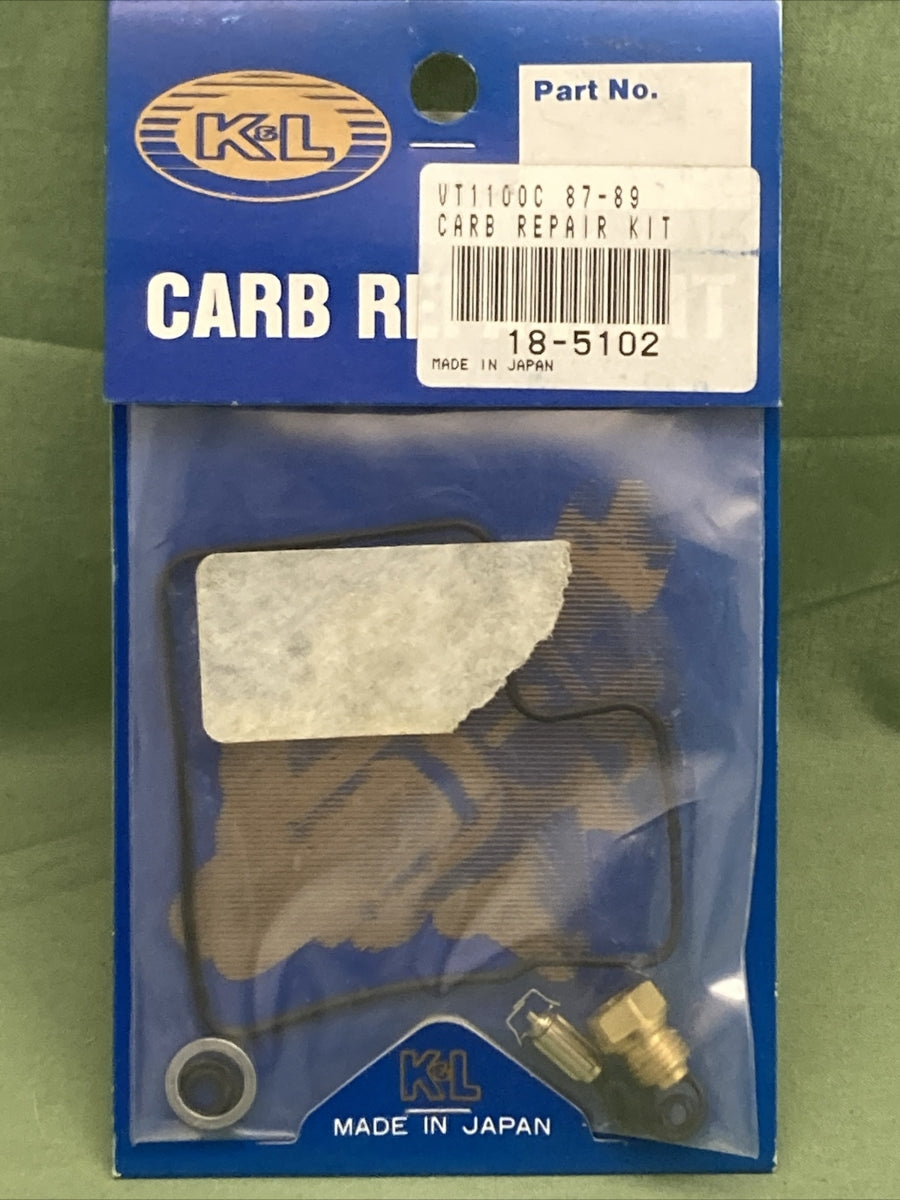 K&L
Part No.
VT1100C 87-89
CARB REPAIR KIT
CARB RE T
18-5102
MADE IN JAPAN
K&L
MADE IN JAPAN